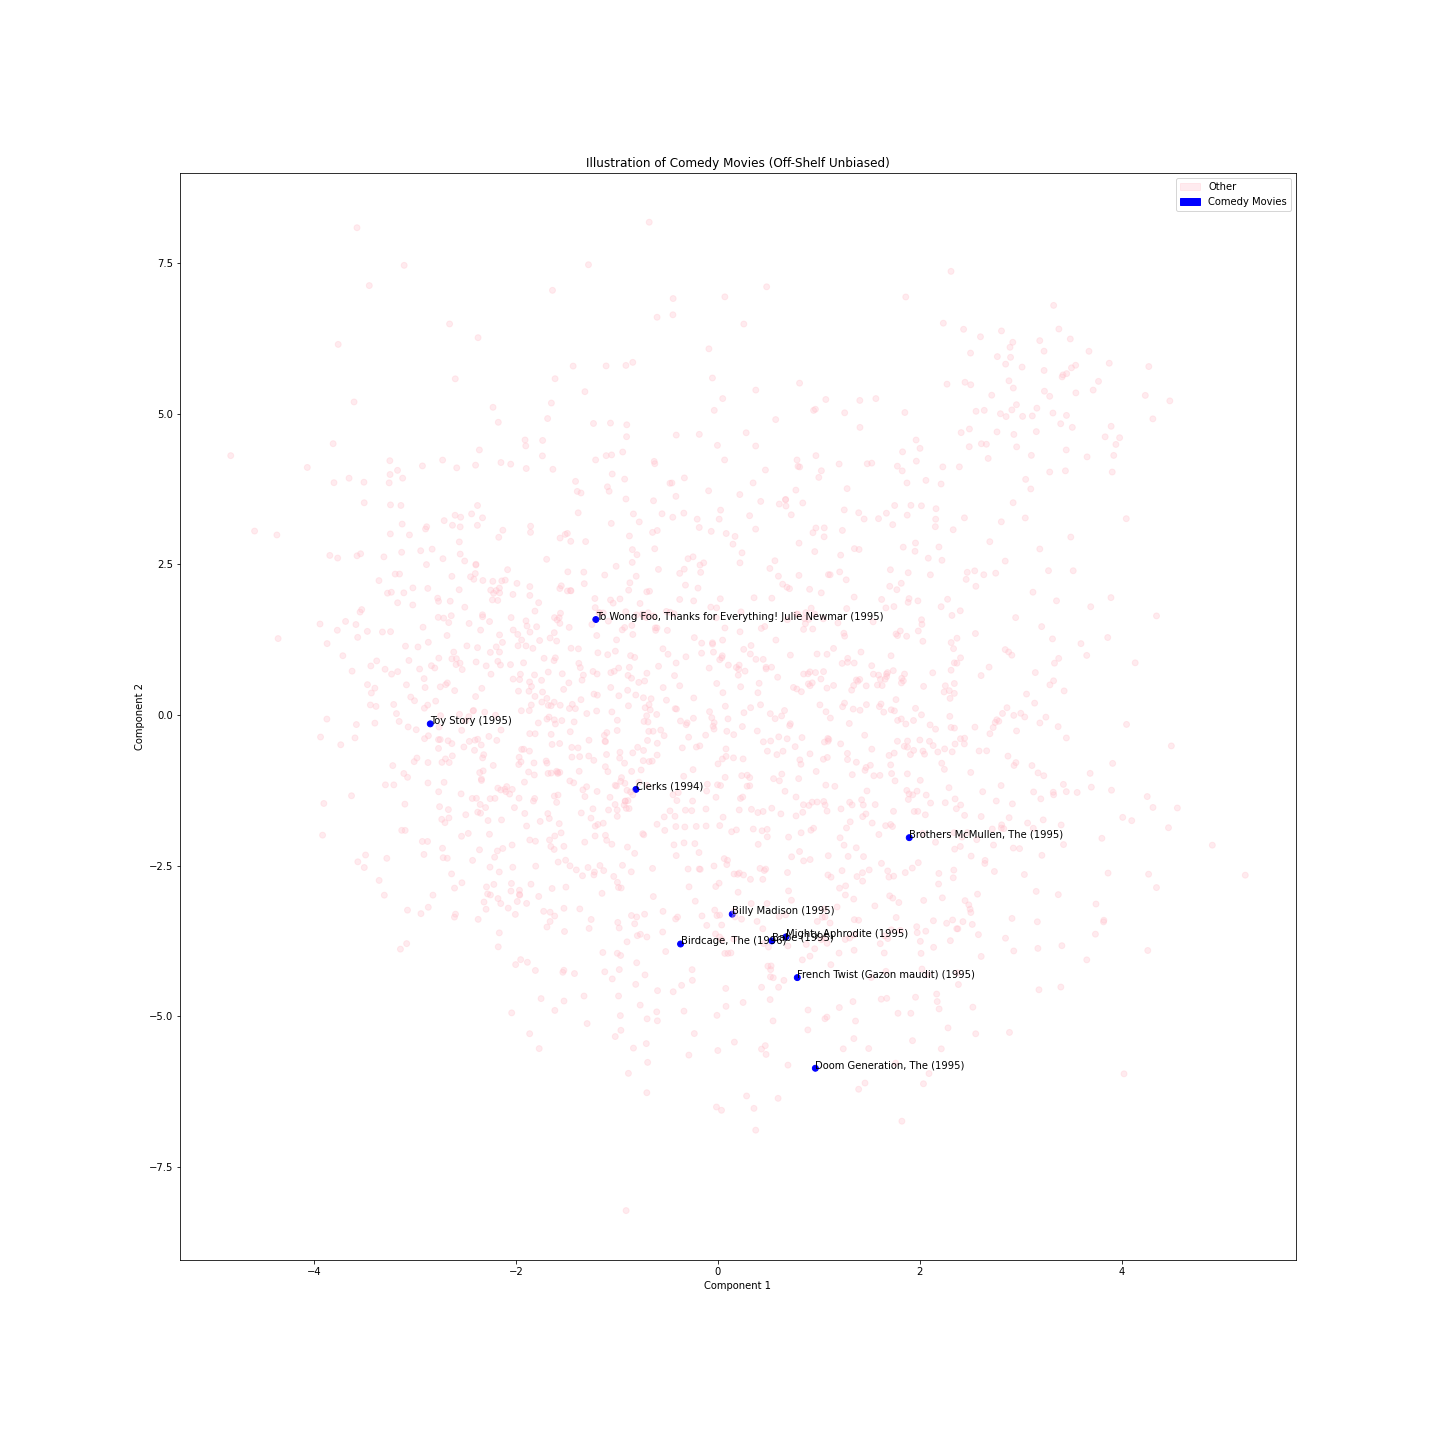 Illustration of Comedy Movies (Off-Shelf Unbiased)
Other
Comedy Movies
7.5
5.0
2.5
0.0
−2.5
−5.0
−7.5
Component 2
To Wong Foo, Thanks for Everything! Julie Newmar (1995)
Toy Story (1995)
Clerks (1994)
Brothers McMullen, The (1995)
Billy Madison (1995)
Mighty Aphrodite (1995)
Babe (1995)
Birdcage, The (1996)
French Twist (Gazon maudit) (1995)
Doom Generation, The (1995)
−4
−2
0
2
4
Component 1